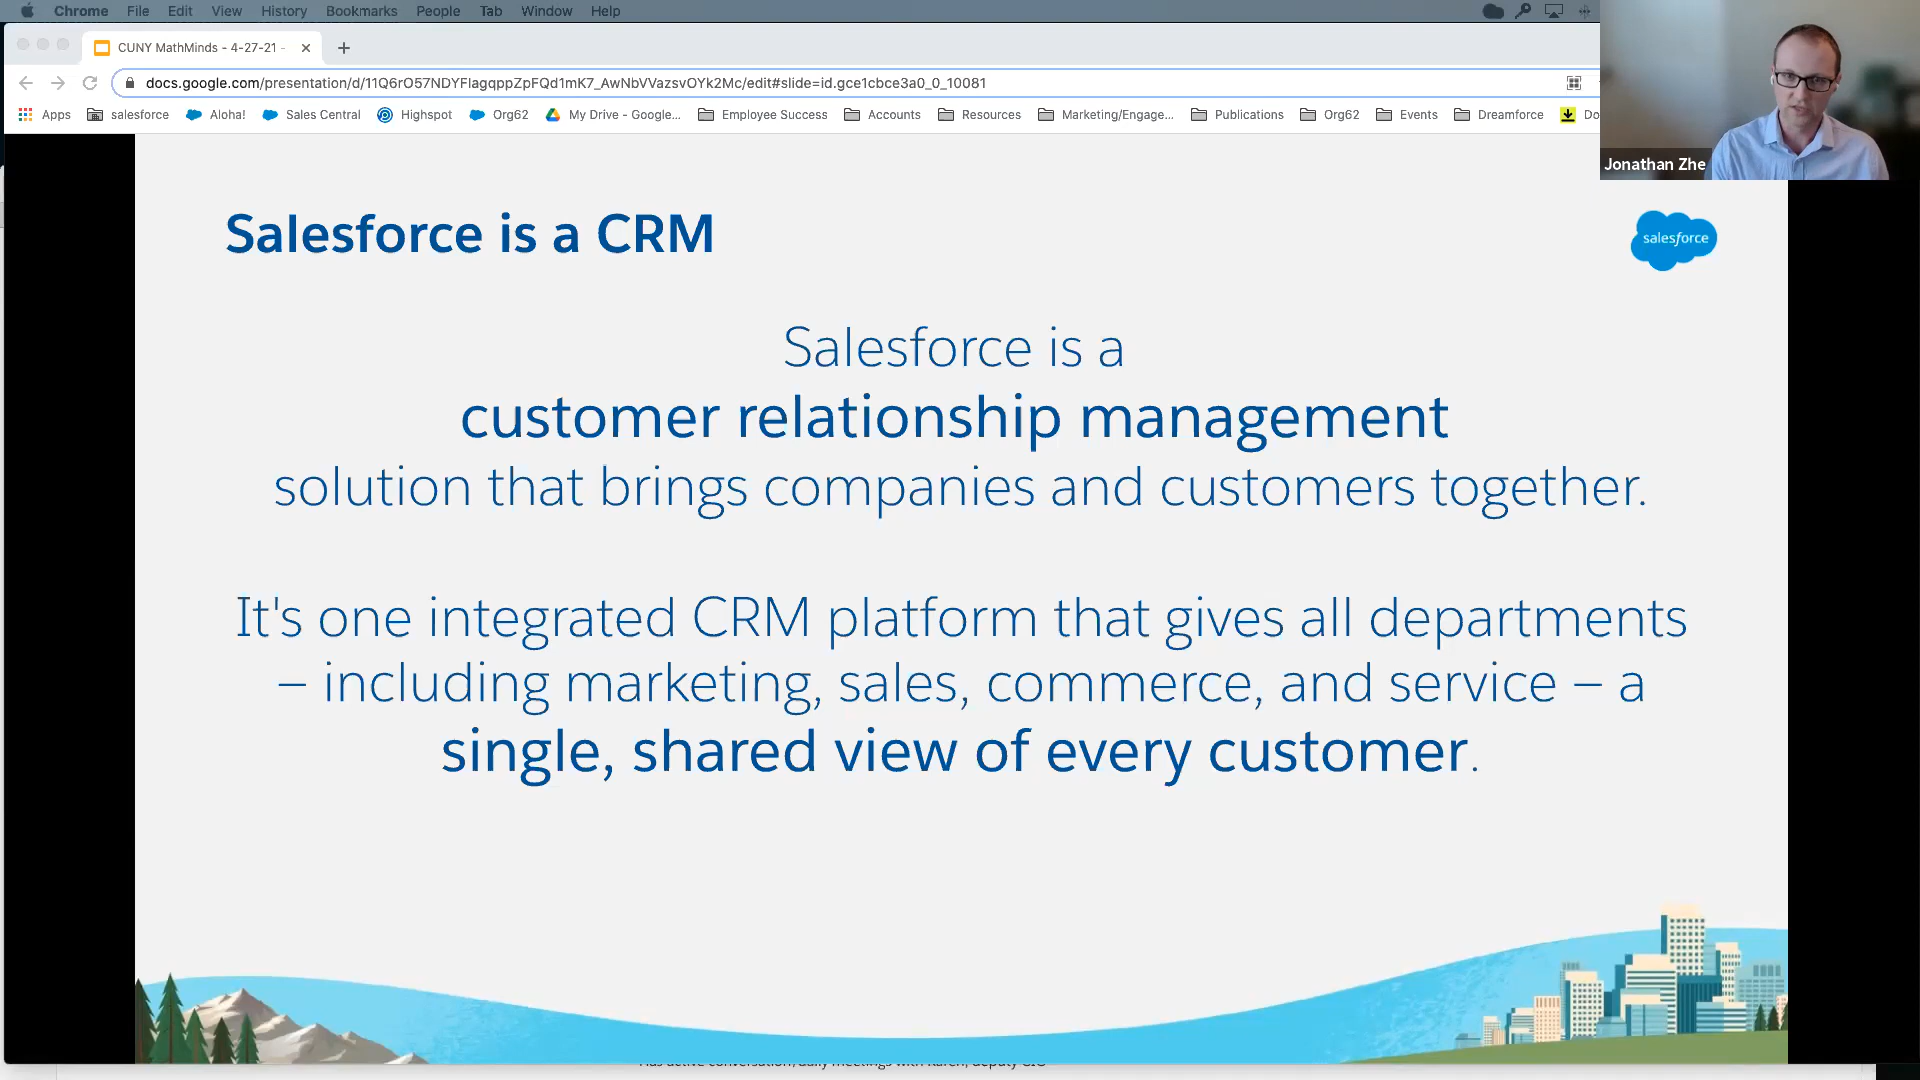 Chrome File Edit View History Bookmarks People Tab Window Help
CUNY MathMinds - 4-27-21 -
docs.google.com/presentation/d/11Q6rO57NDYFlagqppZpFQd1mK7_AwNbVVazsvOYk2Mc/edit#slide=id.gce1cbce3a0_0_10081
Apps salesforce Aloha! Sales Central Highspot Org62 My Drive - Google... Employee Success Accounts Resources Marketing/Engage... Publications Org62 Events Dreamforce Do
Jonathan Zhe
Salesforce is a CRM
salesforce
Salesforce is a
customer relationship management
solution that brings companies and customers together.
It's one integrated CRM platform that gives all departments
– including marketing, sales, commerce, and service – a
single, shared view of every customer.